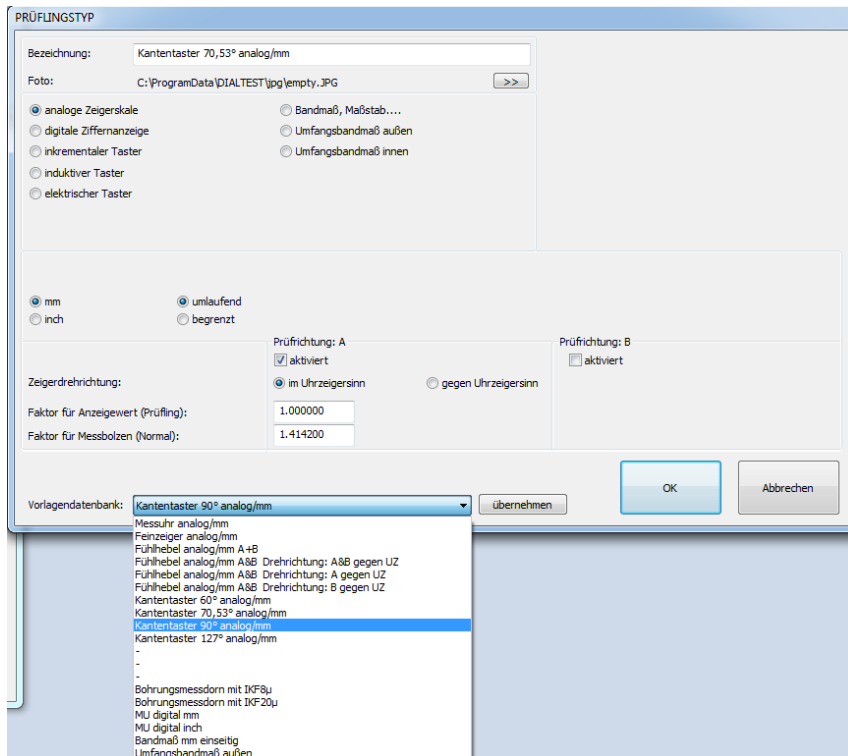 PRÜFLINGSTYP
Bezeichnung: Kantentaster 70,53° analog/mm
Foto: C:\ProgramData\DIALTEST\jpg\empty.JPG >>
analoge Zeigerskale Bandmaß, Maßstab....
digitale Ziffernanzeige Umfangsbandmaß außen
inkrementaler Taster Umfangsbandmaß innen
induktiver Taster
elektrischer Taster
mm umlaufend
inch begrenzt
Prüfrichtung: A Prüfrichtung: B
aktiviert aktiviert
Zeigerdrehrichtung: im Uhrzeigersinn gegen Uhrzeigersinn
Faktor für Anzeigewert (Prüfling): 1.000000
Faktor für Messbolzen (Normal): 1.414200
OK Abbrechen
Vorlagendatenbank: Kantentaster 90° analog/mm übernehmen
Messuhr analog/mm
Feinzeiger analog/mm
Fühlhebel analog/mm A+B
Fühlhebel analog/mm A&B Drehrichtung: A&B gegen UZ
Fühlhebel analog/mm A&B Drehrichtung: A gegen UZ
Fühlhebel analog/mm A&B Drehrichtung: B gegen UZ
Kantentaster 60° analog/mm
Kantentaster 70,53° analog/mm
Kantentaster 90° analog/mm
Kantentaster 127° analog/mm
-
-
-
Bohrungsmessdorn mit IKF8µ
Bohrungsmessdorn mit IKF20µ
MU digital mm
MU digital inch
Bandmaß mm einseitig
Umfangsbandmaß außen